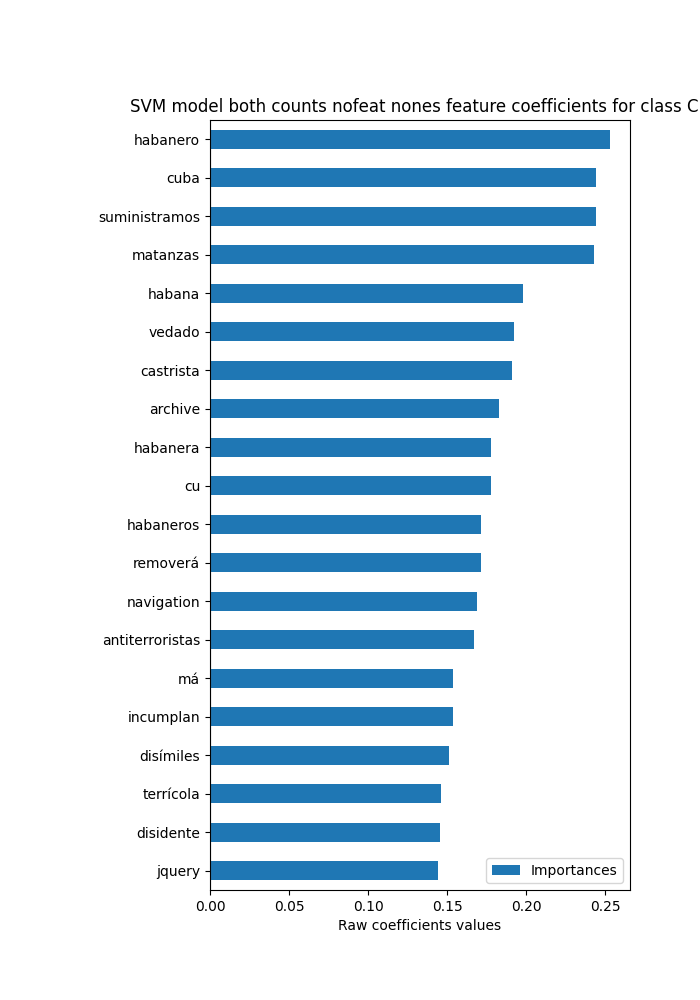 SVM model both counts nofeat nones feature coefficients for class C
habanero
cuba
suministramos
matanzas
habana
vedado
castrista
archive
habanera
cu
habaneros
removerá
navigation
antiterroristas
má
incumplan
disímiles
terrícola
disidente
jquery
Importances
0.00 0.05 0.10 0.15 0.20 0.25
Raw coefficients values